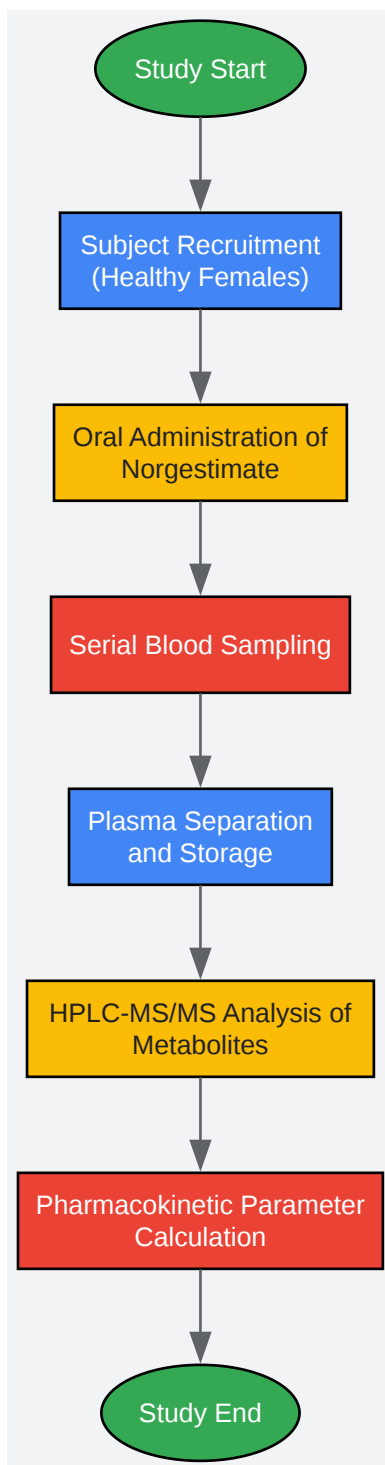 Study Start
Subject Recruitment
(Healthy Females)
Oral Administration of
Norgestimate
Serial Blood Sampling
Plasma Separation
and Storage
HPLC-MS/MS Analysis of
Metabolites
Pharmacokinetic Parameter
Calculation
Study End